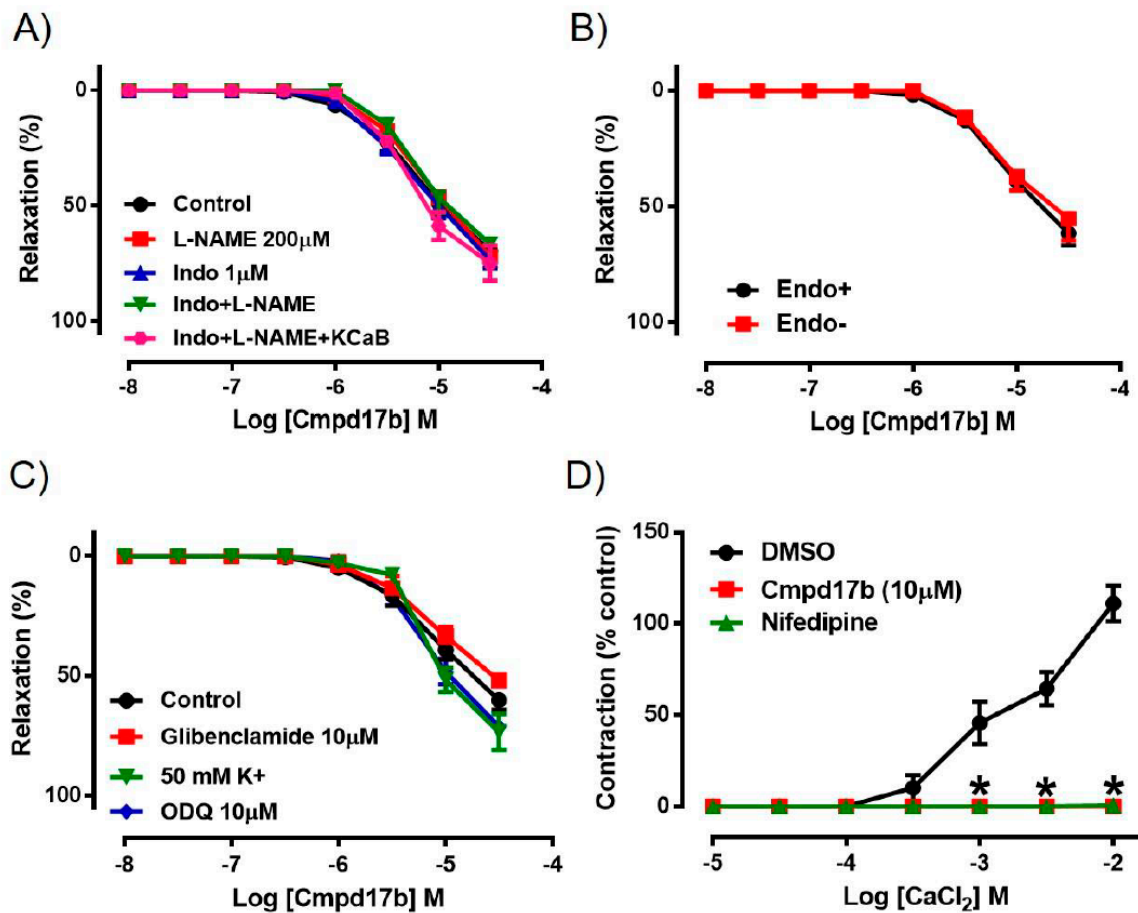 A)
0
50
100
Relaxation (%)
Control
L-NAME 200μM
Indo 1μM
Indo+L-NAME
Indo+L-NAME+KCaB
-8 -7 -6 -5 -4
Log [Cmpd17b] M
B)
0
50
100
Relaxation (%)
Endo+
Endo-
-8 -7 -6 -5 -4
Log [Cmpd17b] M
C)
0
50
100
Relaxation (%)
Control
Glibenclamide 10μM
50 mM K+
ODQ 10μM
-8 -7 -6 -5 -4
Log [Cmpd17b] M
D)
150
100
50
0
Contraction (% control)
DMSO
Cmpd17b (10μM)
Nifedipine
* * *
-5 -4 -3 -2
Log [CaCl₂] M